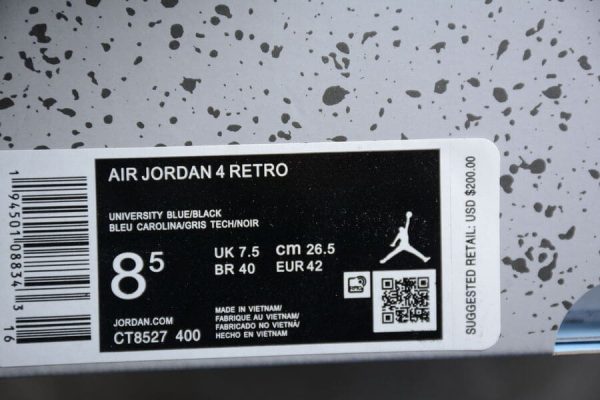 AIR JORDAN 4 RETRO
UNIVERSITY BLUE/BLACK
BLEU CAROLINA/GRIS TECH/NOIR
8 5
UK 7.5 cm 26.5
BR 40 EUR 42
MADE IN VIETNAM/
FABRIQUE AU VIETNAM/
FABRICADO NO VIETNÃ/
HECHO EN VIETNAM
JORDAN.COM
CT8527 400
SUGGESTED RETAIL: USD $200.00
1 94501 08834 3
16